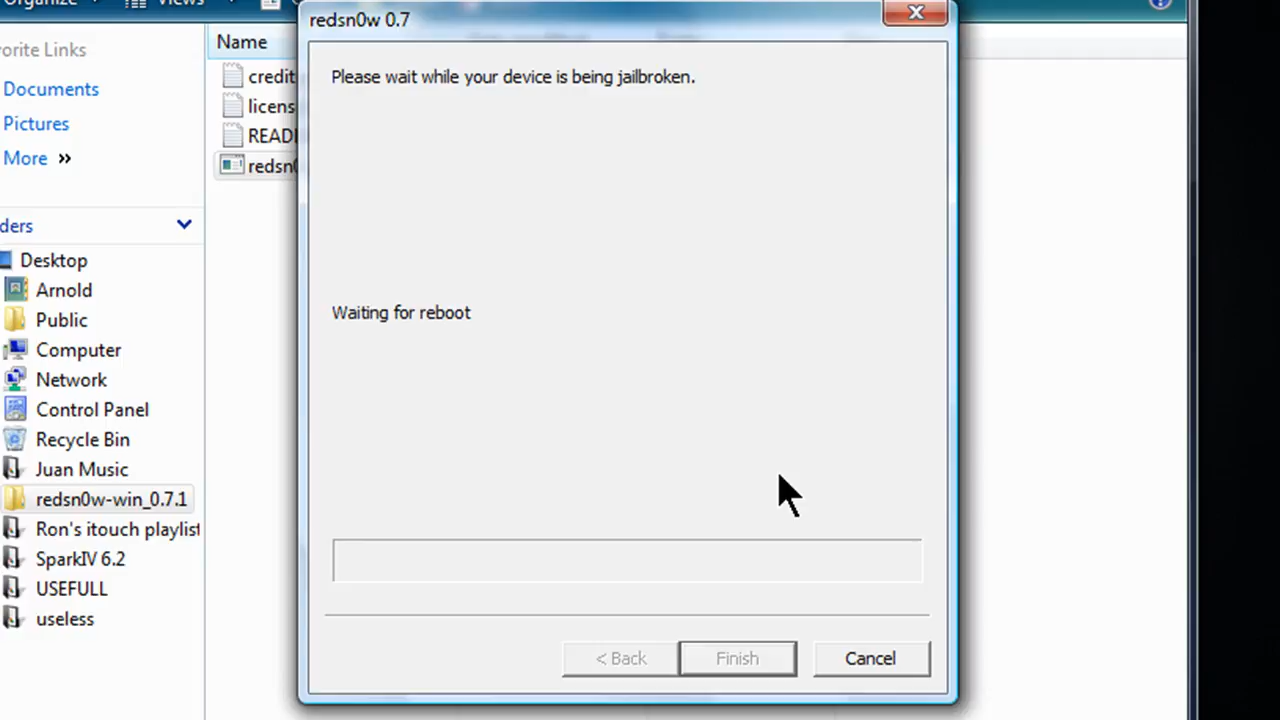 Organize
Views
redsn0w 0.7
orite Links
Documents
Pictures
More »
Name
credit
licens
READ
redsn0
Please wait while your device is being jailbroken.
Waiting for reboot
ders
Desktop
Arnold
Public
Computer
Network
Control Panel
Recycle Bin
Juan Music
redsn0w-win_0.7.1
Ron's itouch playlist
SparkIV 6.2
USEFULL
useless
< Back
Finish
Cancel